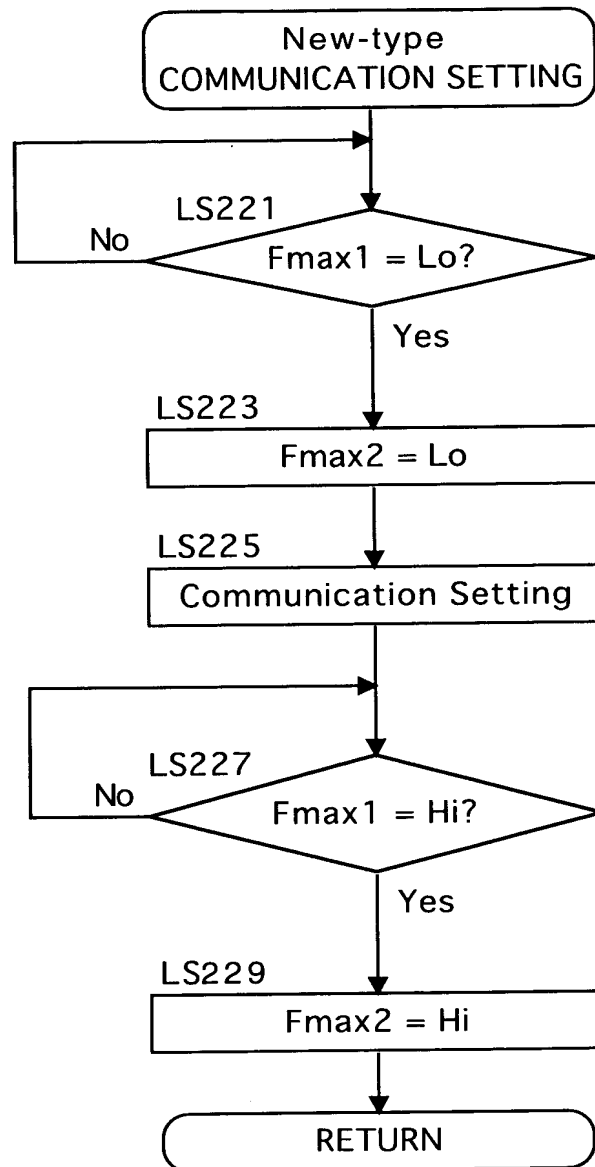 New-type
COMMUNICATION SETTING
LS221
No
Fmax1 = Lo?
Yes
LS223
Fmax2 = Lo
LS225
Communication Setting
LS227
No
Fmax1 = Hi?
Yes
LS229
Fmax2 = Hi
RETURN